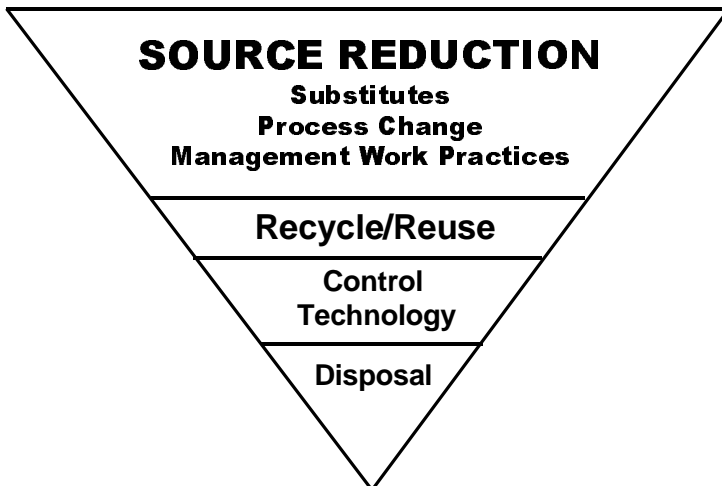 SOURCE REDUCTION
Substitutes
Process Change
Management Work Practices
Recycle/Reuse
Control
Technology
Disposal